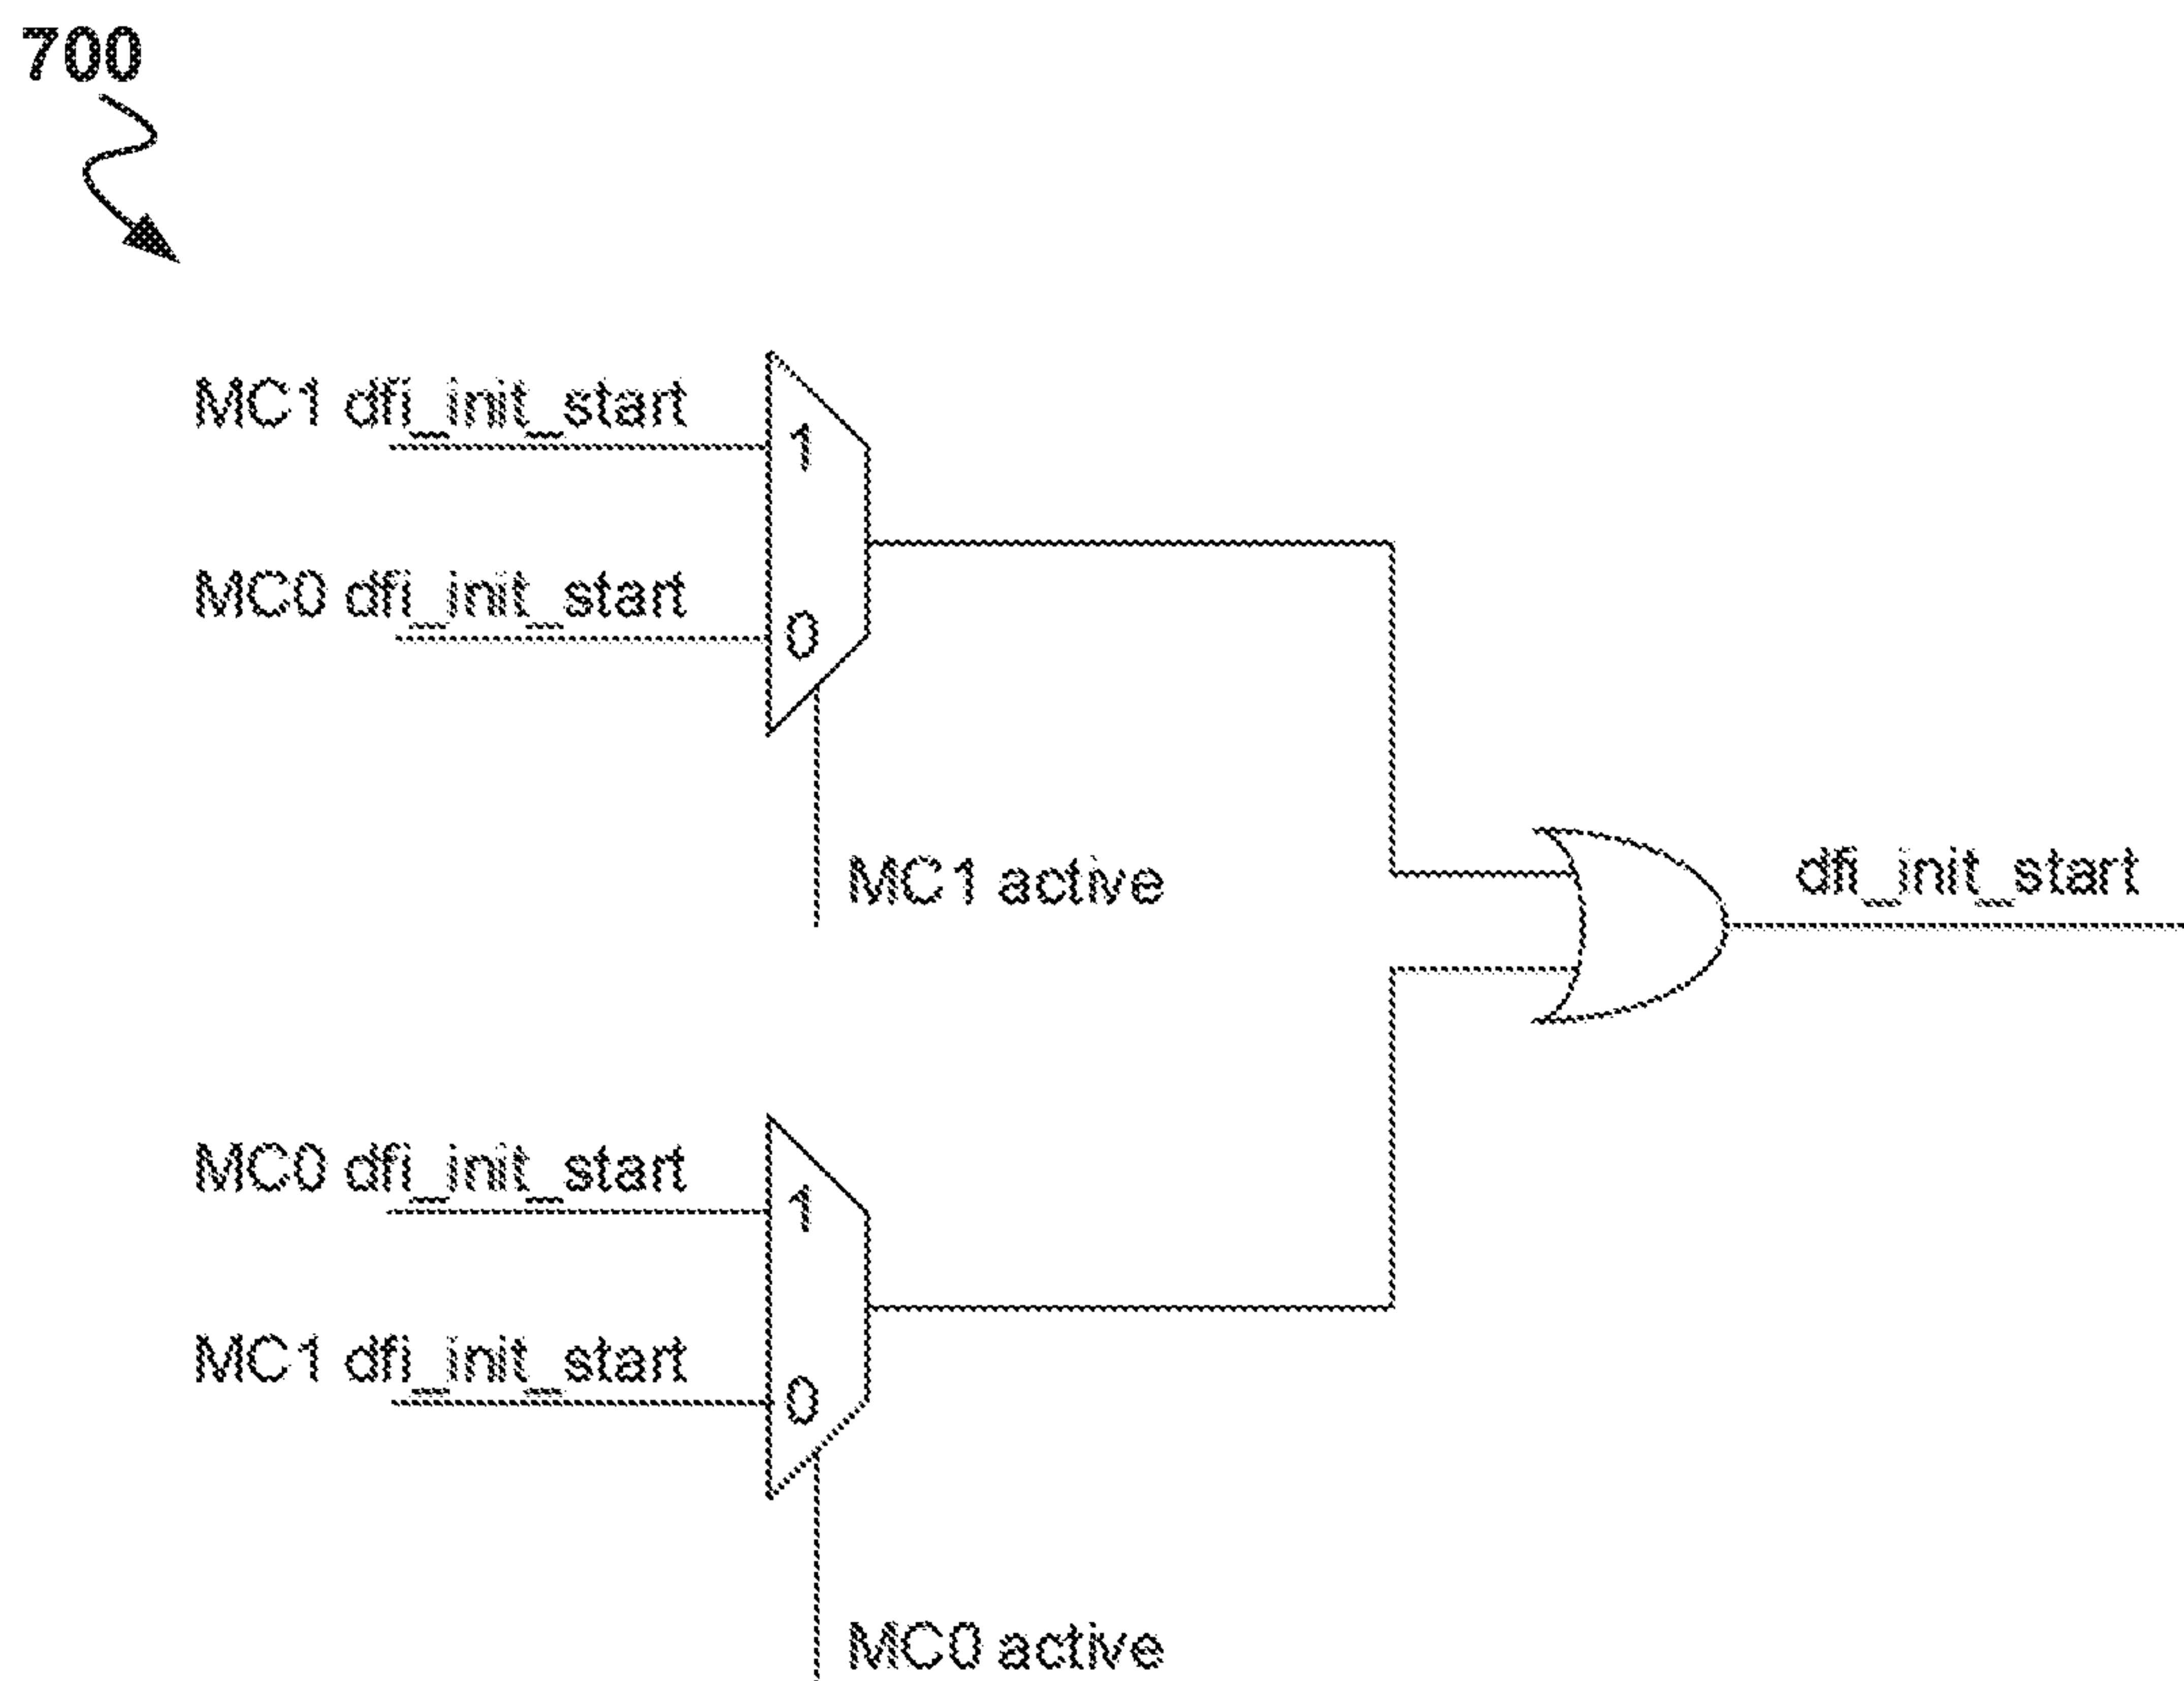 700
MC1 dfi_init_start
1
MC0 dfi_init_start
0
MC1 active
dfi_init_start
MC0 dfi_init_start
1
MC1 dfi_init_start
0
MC0 active